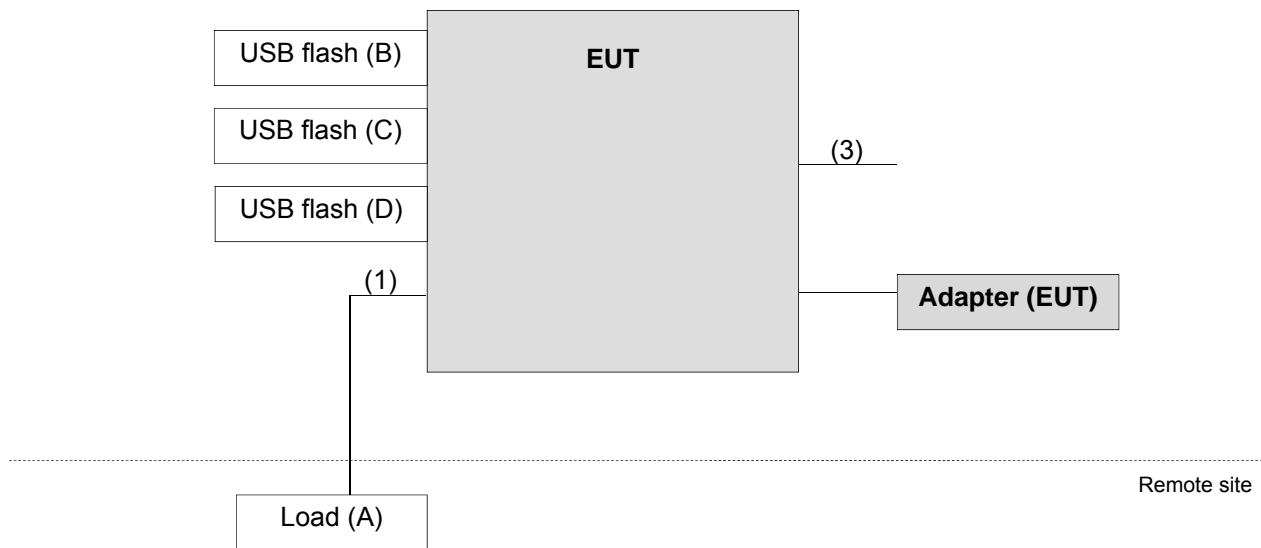 USB flash (B)
EUT
USB flash (C)
(3)
USB flash (D)
(1)
Adapter (EUT)
Remote site
Load (A)